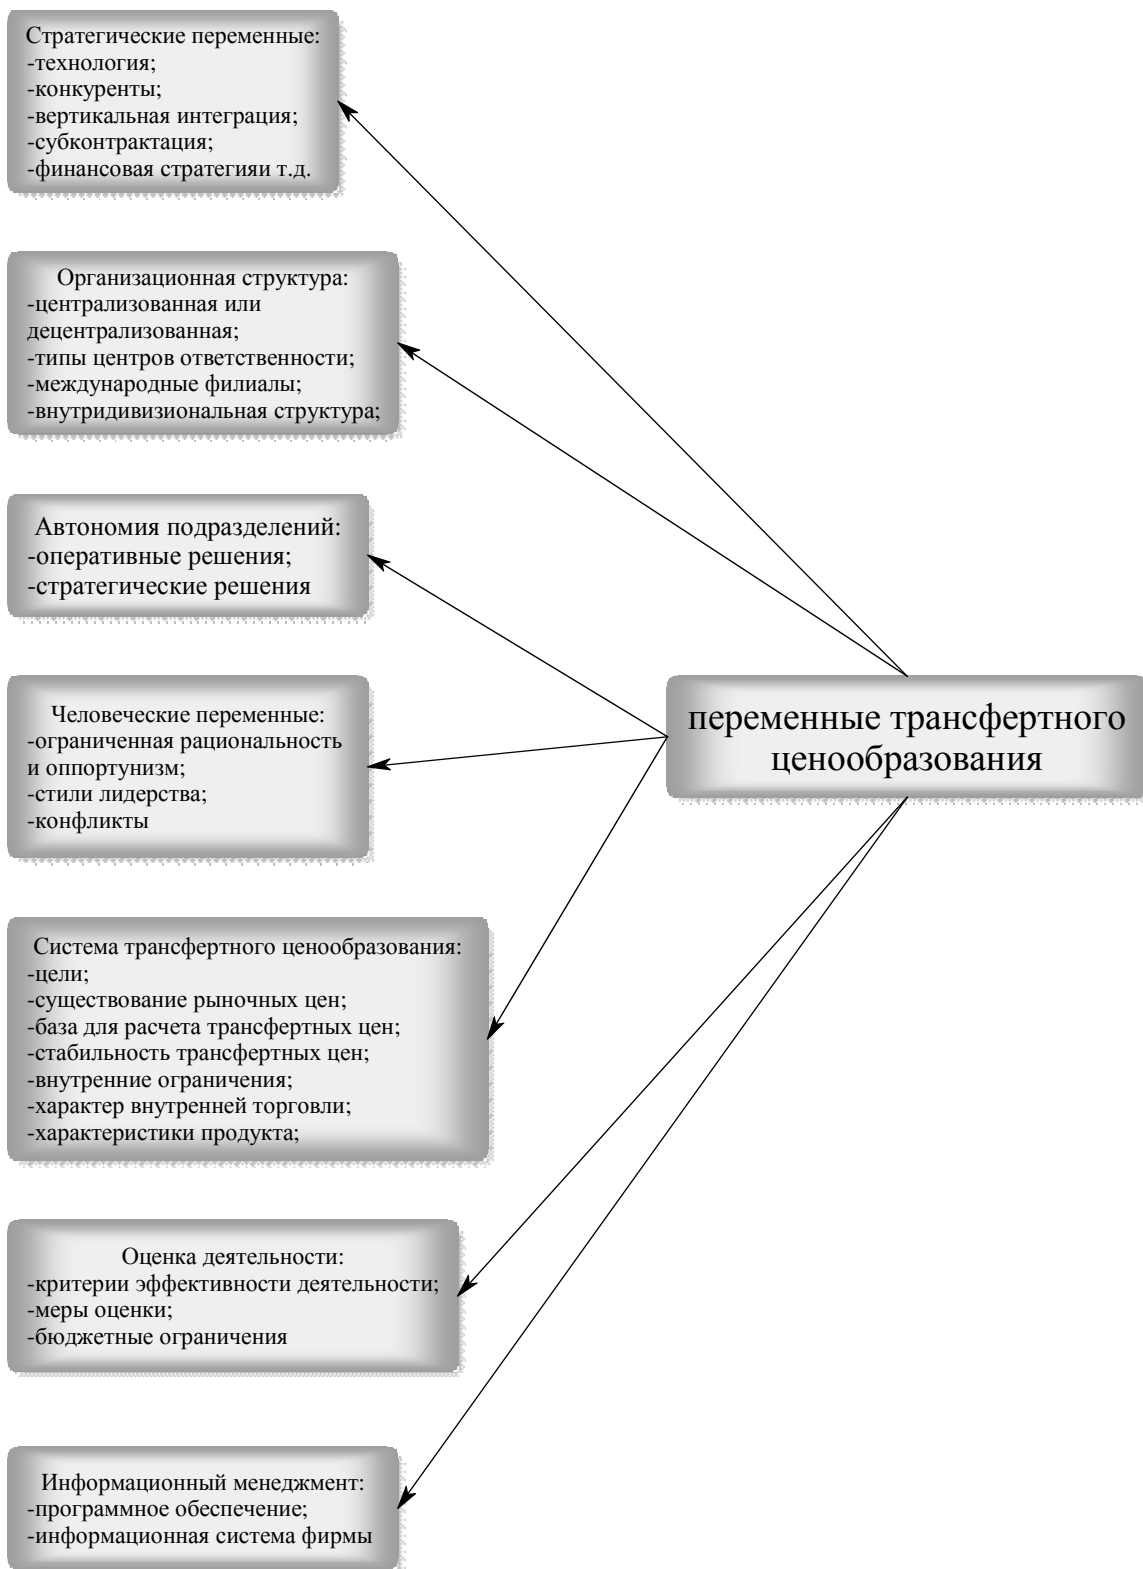 Стратегические переменные:
-технология;
-конкуренты;
-вертикальная интеграция;
-субконтрактация;
-финансовая стратегияи т.д.
Организационная структура:
-централизованная или
децентрализованная;
-типы центров ответственности;
-международные филиалы;
-внутридивизиональная структура;
Автономия подразделений:
-оперативные решения;
-стратегические решения
Человеческие переменные:
-ограниченная рациональность
и оппортунизм;
-стили лидерства;
-конфликты
переменные трансфертного
ценообразования
Система трансфертного ценообразования:
-цели;
-существование рыночных цен;
-база для расчета трансфертных цен;
-стабильность трансфертных цен;
-внутренние ограничения;
-характер внутренней торговли;
-характеристики продукта;
Оценка деятельности:
-критерии эффективности деятельности;
-меры оценки;
-бюджетные ограничения
Информационный менеджмент:
-программное обеспечение;
-информационная система фирмы